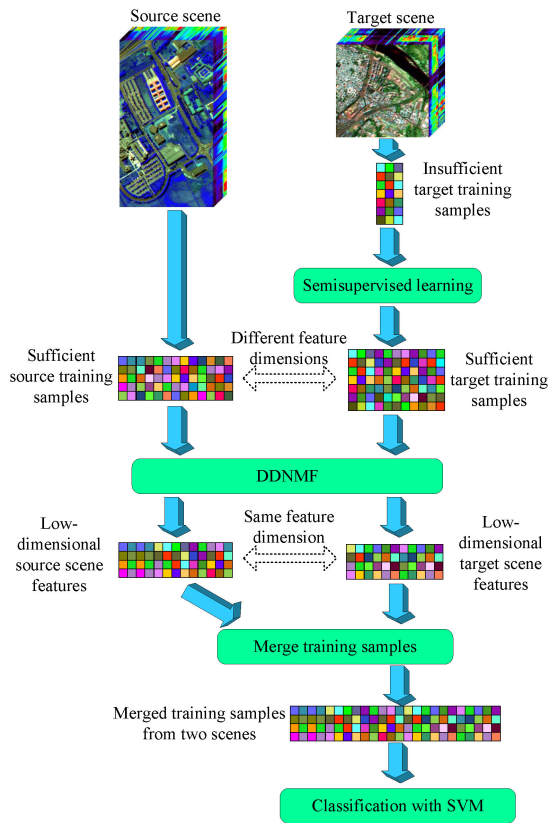 Source scene
Target scene
Insufficient
target training
samples
Semisupervised learning
Sufficient
source training
samples
Different feature
dimensions
Sufficient
target training
samples
DDNMF
Low-
dimensional
source scene
features
Same feature
dimension
Low-
dimensional
target scene
features
Merge training samples
Merged training samples
from two scenes
Classification with SVM